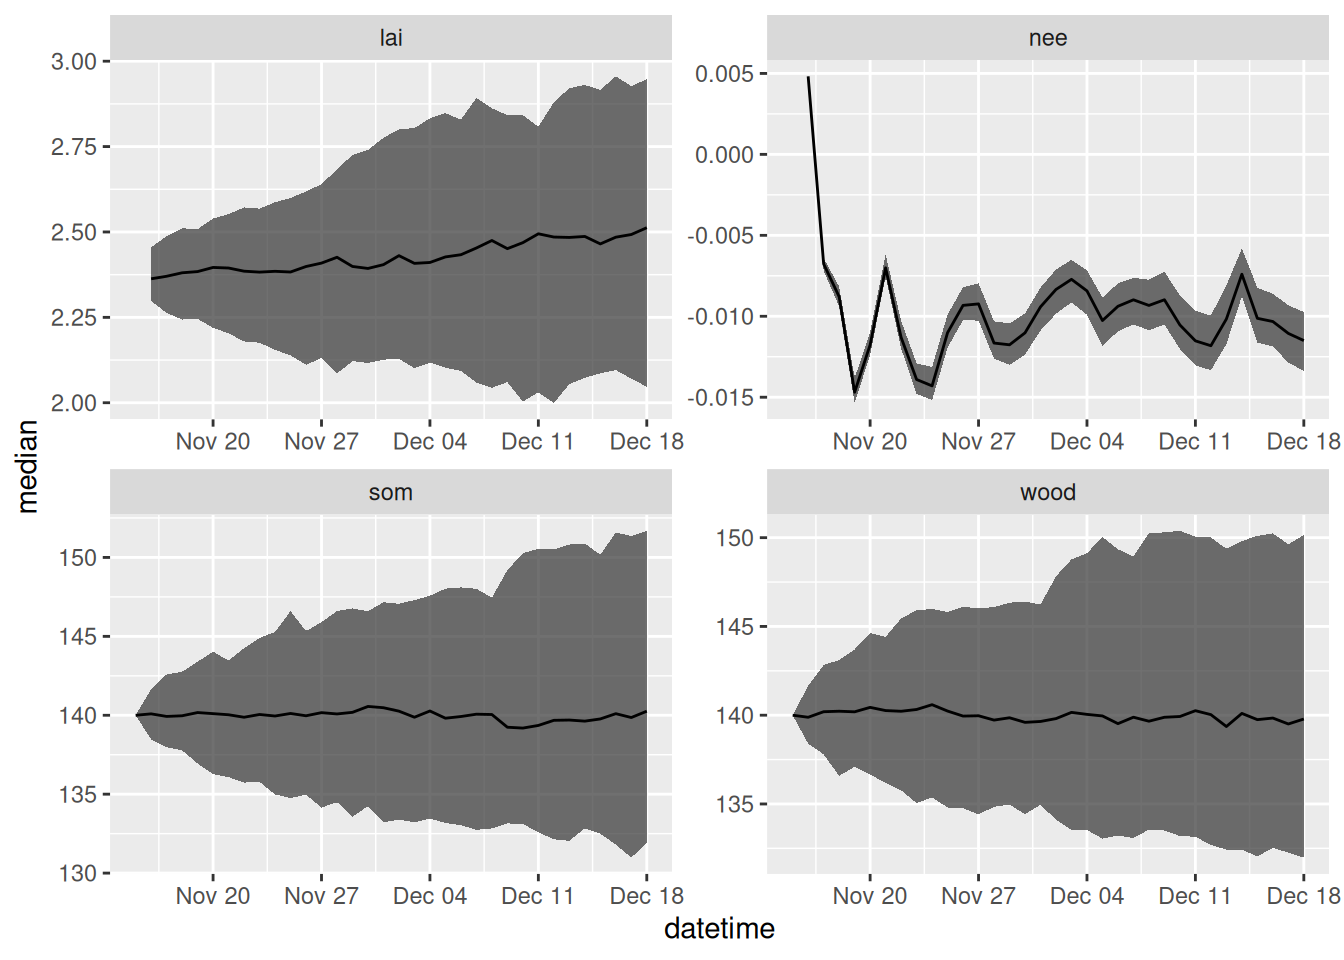 lai
nee
3.00
2.75
2.50
2.25
2.00
0.005
0.000
-0.005
-0.010
-0.015
Nov 20 Nov 27 Dec 04 Dec 11 Dec 18
Nov 20 Nov 27 Dec 04 Dec 11 Dec 18
median
som
wood
150
145
140
135
130
150
145
140
135
Nov 20 Nov 27 Dec 04 Dec 11 Dec 18
Nov 20 Nov 27 Dec 04 Dec 11 Dec 18
datetime